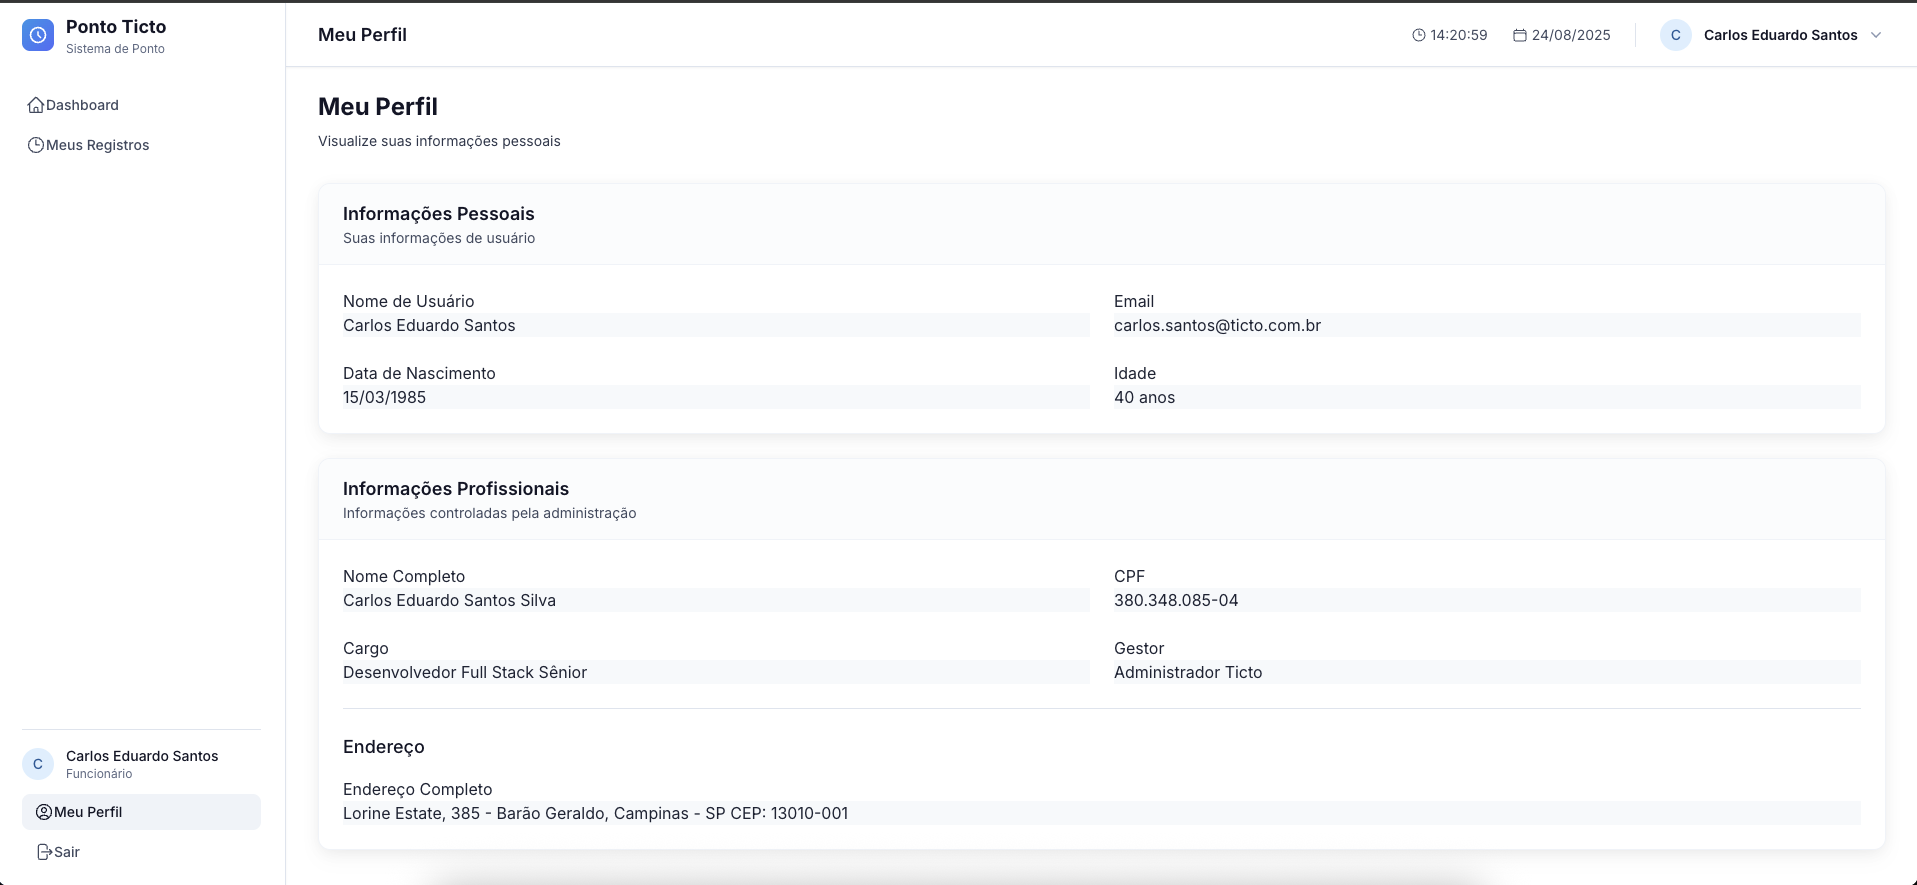 Ponto Ticto
Sistema de Ponto
Dashboard
Meus Registros
Carlos Eduardo Santos
Funcionário
Meu Perfil
Sair
Meu Perfil
14:20:59
24/08/2025
C
Carlos Eduardo Santos
Meu Perfil
Visualize suas informações pessoais
Informações Pessoais
Suas informações de usuário
Nome de Usuário
Carlos Eduardo Santos
Email
carlos.santos@ticto.com.br
Data de Nascimento
15/03/1985
Idade
40 anos
Informações Profissionais
Informações controladas pela administração
Nome Completo
Carlos Eduardo Santos Silva
CPF
380.348.085-04
Cargo
Desenvolvedor Full Stack Sênior
Gestor
Administrador Ticto
Endereço
Endereço Completo
Lorine Estate, 385 - Barão Geraldo, Campinas - SP CEP: 13010-001
C